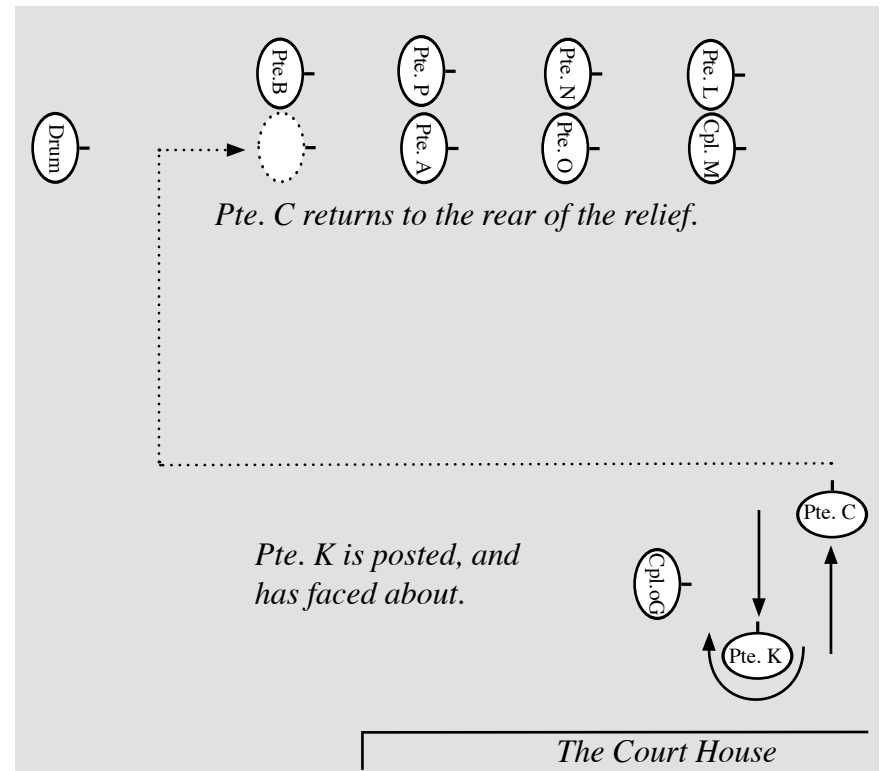 Pte.B
Pte. P
Pte. N
Pte. L
Drum
Pte. A
Pte. O
Cpl. M
Pte. C returns to the rear of the relief.
Pte. C
Pte. K is posted, and
has faced about.
Cpl.oG
Pte. K
The Court House